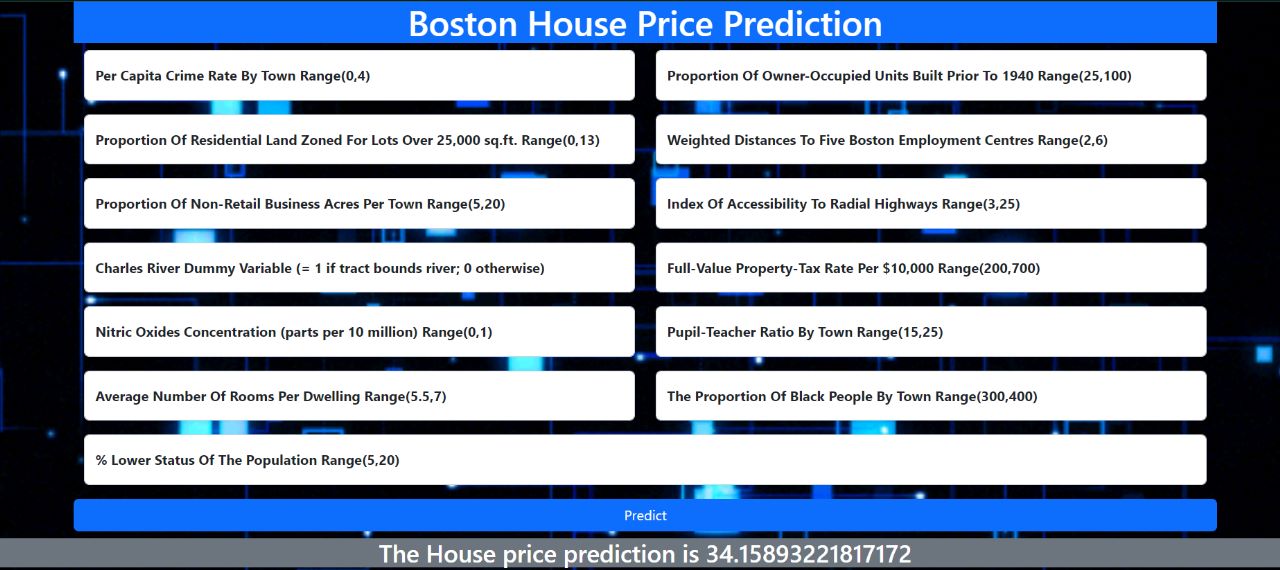 Boston House Price Prediction
Per Capita Crime Rate By Town Range(0,4)
Proportion Of Owner-Occupied Units Built Prior To 1940 Range(25,100)
Proportion Of Residential Land Zoned For Lots Over 25,000 sq.ft. Range(0,13)
Weighted Distances To Five Boston Employment Centres Range(2,6)
Proportion Of Non-Retail Business Acres Per Town Range(5,20)
Index Of Accessibility To Radial Highways Range(3,25)
Charles River Dummy Variable (= 1 if tract bounds river; 0 otherwise)
Full-Value Property-Tax Rate Per $10,000 Range(200,700)
Nitric Oxides Concentration (parts per 10 million) Range(0,1)
Pupil-Teacher Ratio By Town Range(15,25)
Average Number Of Rooms Per Dwelling Range(5.5,7)
The Proportion Of Black People By Town Range(300,400)
% Lower Status Of The Population Range(5,20)
Predict
The House price prediction is 34.15893221817172